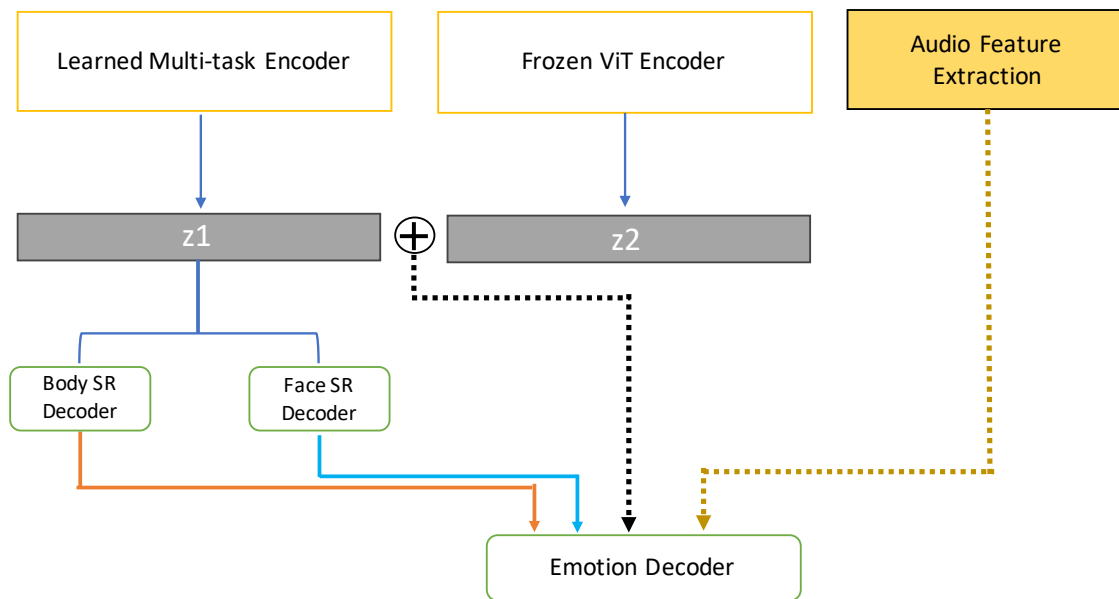 Learned Multi-task Encoder
Frozen ViT Encoder
Audio Feature
Extraction
z1
z2
Body SR
Decoder
Face SR
Decoder
Emotion Decoder